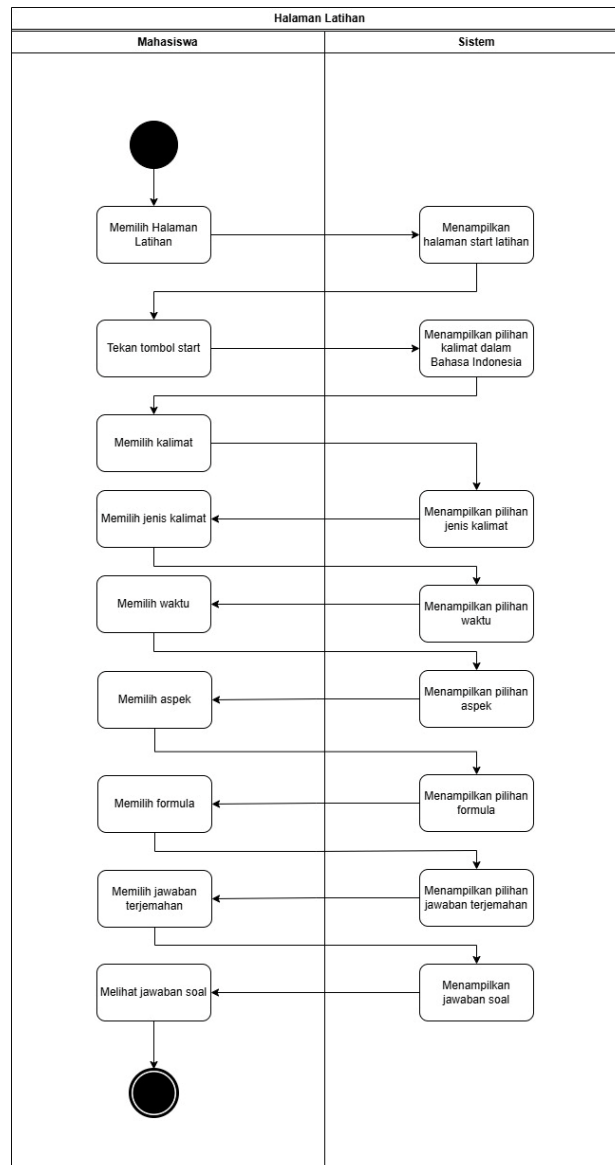 Halaman Latihan
Mahasiswa
Sistem
Memilih Halaman
Latihan
Menampilkan
halaman start latihan
Tekan tombol start
Menampilkan pilihan
kalimat dalam
Bahasa Indonesia
Memilih kalimat
Menampilkan pilihan
jenis kalimat
Memilih jenis kalimat
Menampilkan pilihan
waktu
Memilih waktu
Menampilkan pilihan
aspek
Memilih aspek
Menampilkan pilihan
formula
Memilih formula
Menampilkan pilihan
jawaban terjemahan
Memilih jawaban
terjemahan
Menampilkan
jawaban soal
Melihat jawaban soal